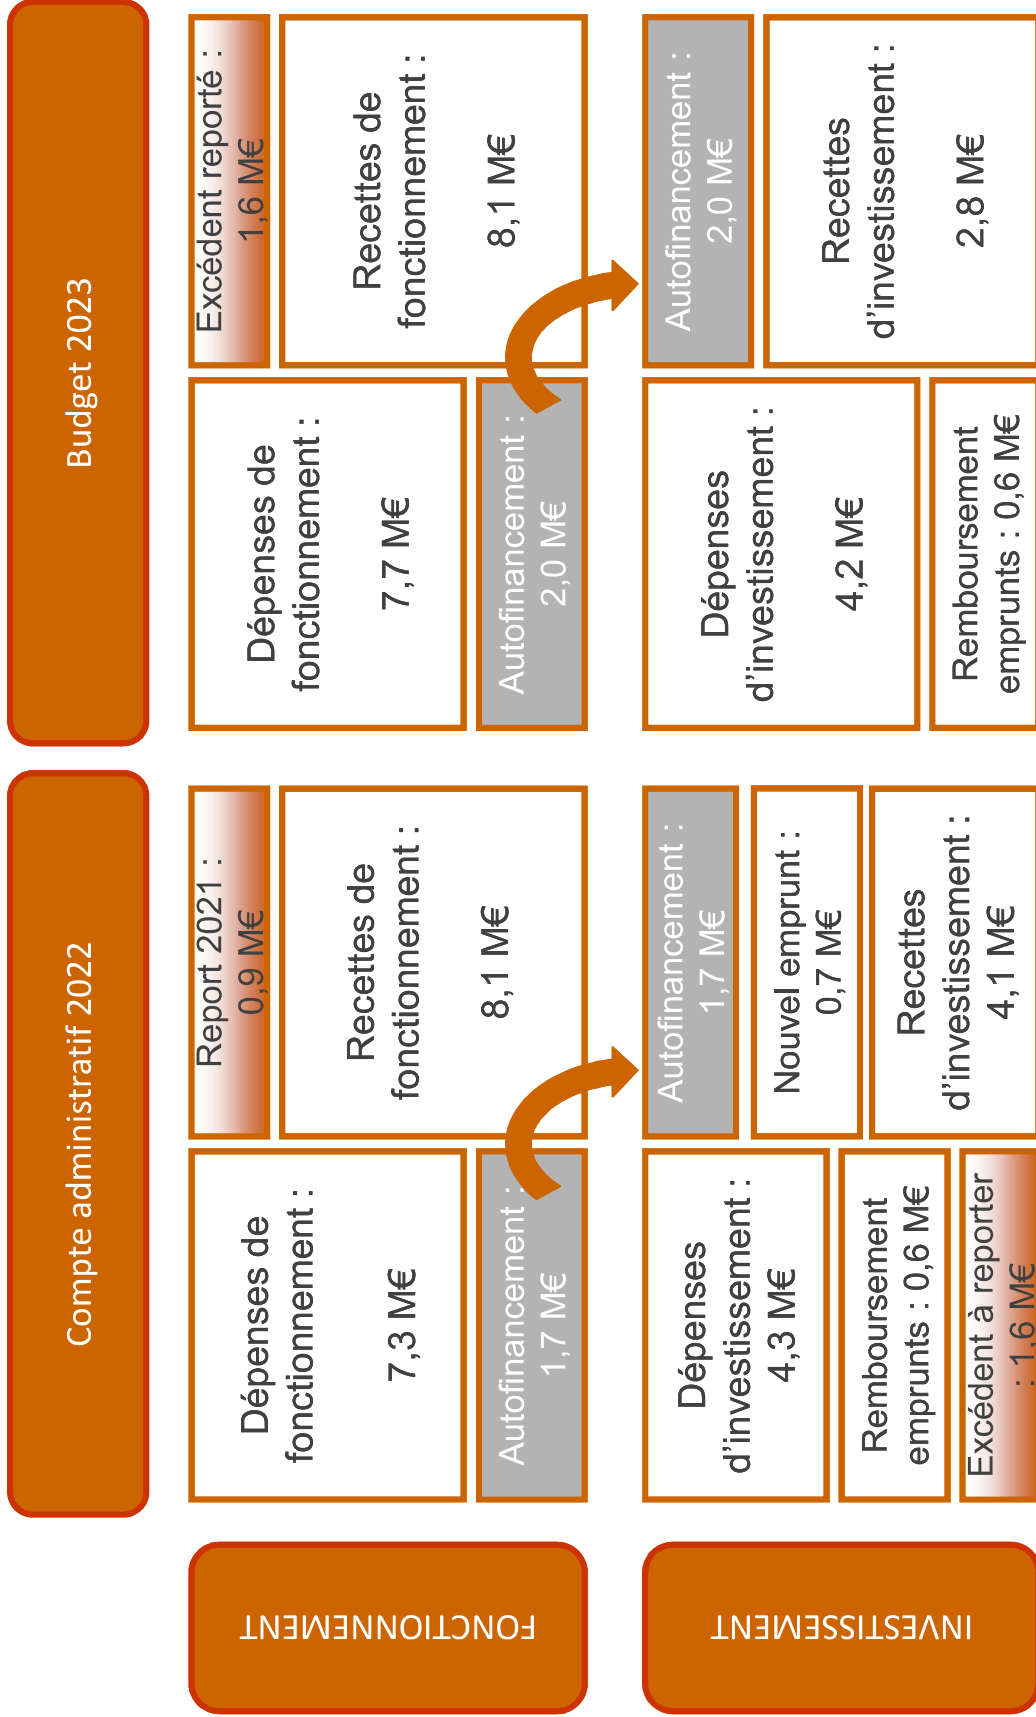 Compte administratif 2022
Budget 2023
FONCTIONNEMENT
Dépenses de
fonctionnement :
7,3 M€
Autofinancement :
1,7 M€
Report 2021 :
0,9 M€
Recettes de
fonctionnement :
8,1 M€
Dépenses de
fonctionnement :
7,7 M€
Autofinancement :
2,0 M€
Excédent reporté :
1,6 M€
Recettes de
fonctionnement :
8,1 M€
INVESTISSEMENT
Dépenses
d’investissement :
4,3 M€
Remboursement
emprunts : 0,6 M€
Excédent à reporter
: 1,6 M€
Autofinancement :
1,7 M€
Nouvel emprunt :
0,7 M€
Recettes
d’investissement :
4,1 M€
Dépenses
d’investissement :
4,2 M€
Remboursement
emprunts : 0,6 M€
Autofinancement :
2,0 M€
Recettes
d’investissement :
2,8 M€